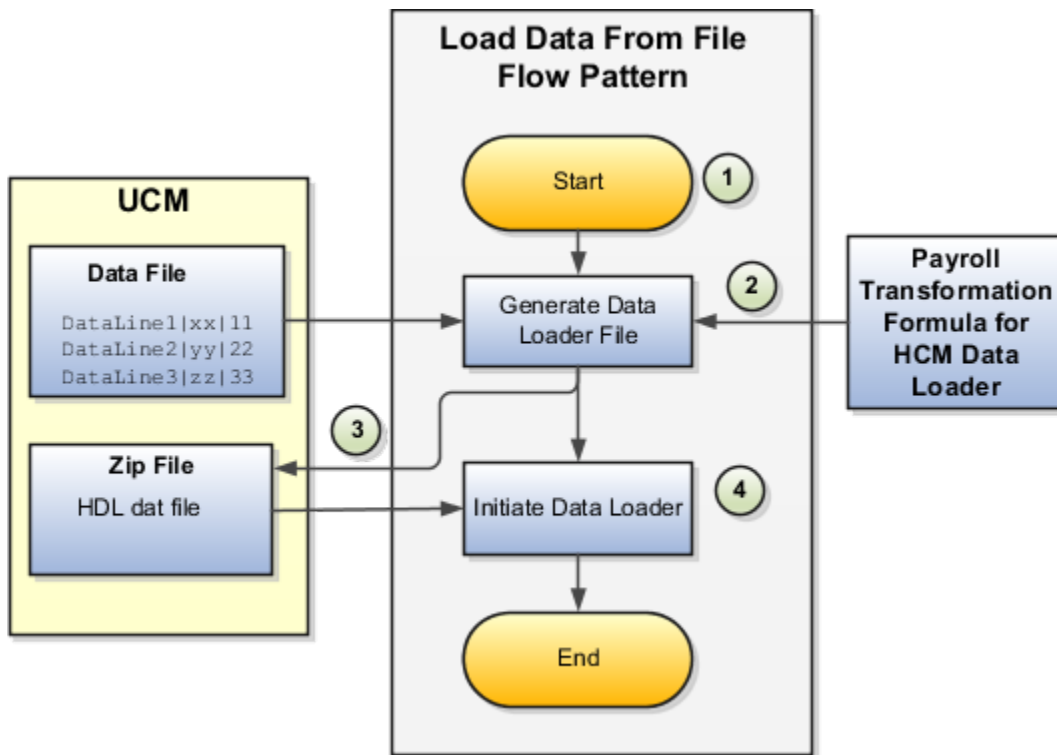 Load Data From File
Flow Pattern
Start
1
UCM
Data File
DataLine1|xx|11
DataLine2|yy|22
DataLine3|zz|33
Generate Data
Loader File
2
Payroll
Transformation
Formula for
HCM Data
Loader
3
Zip File
HDL dat file
Initiate Data Loader
4
End